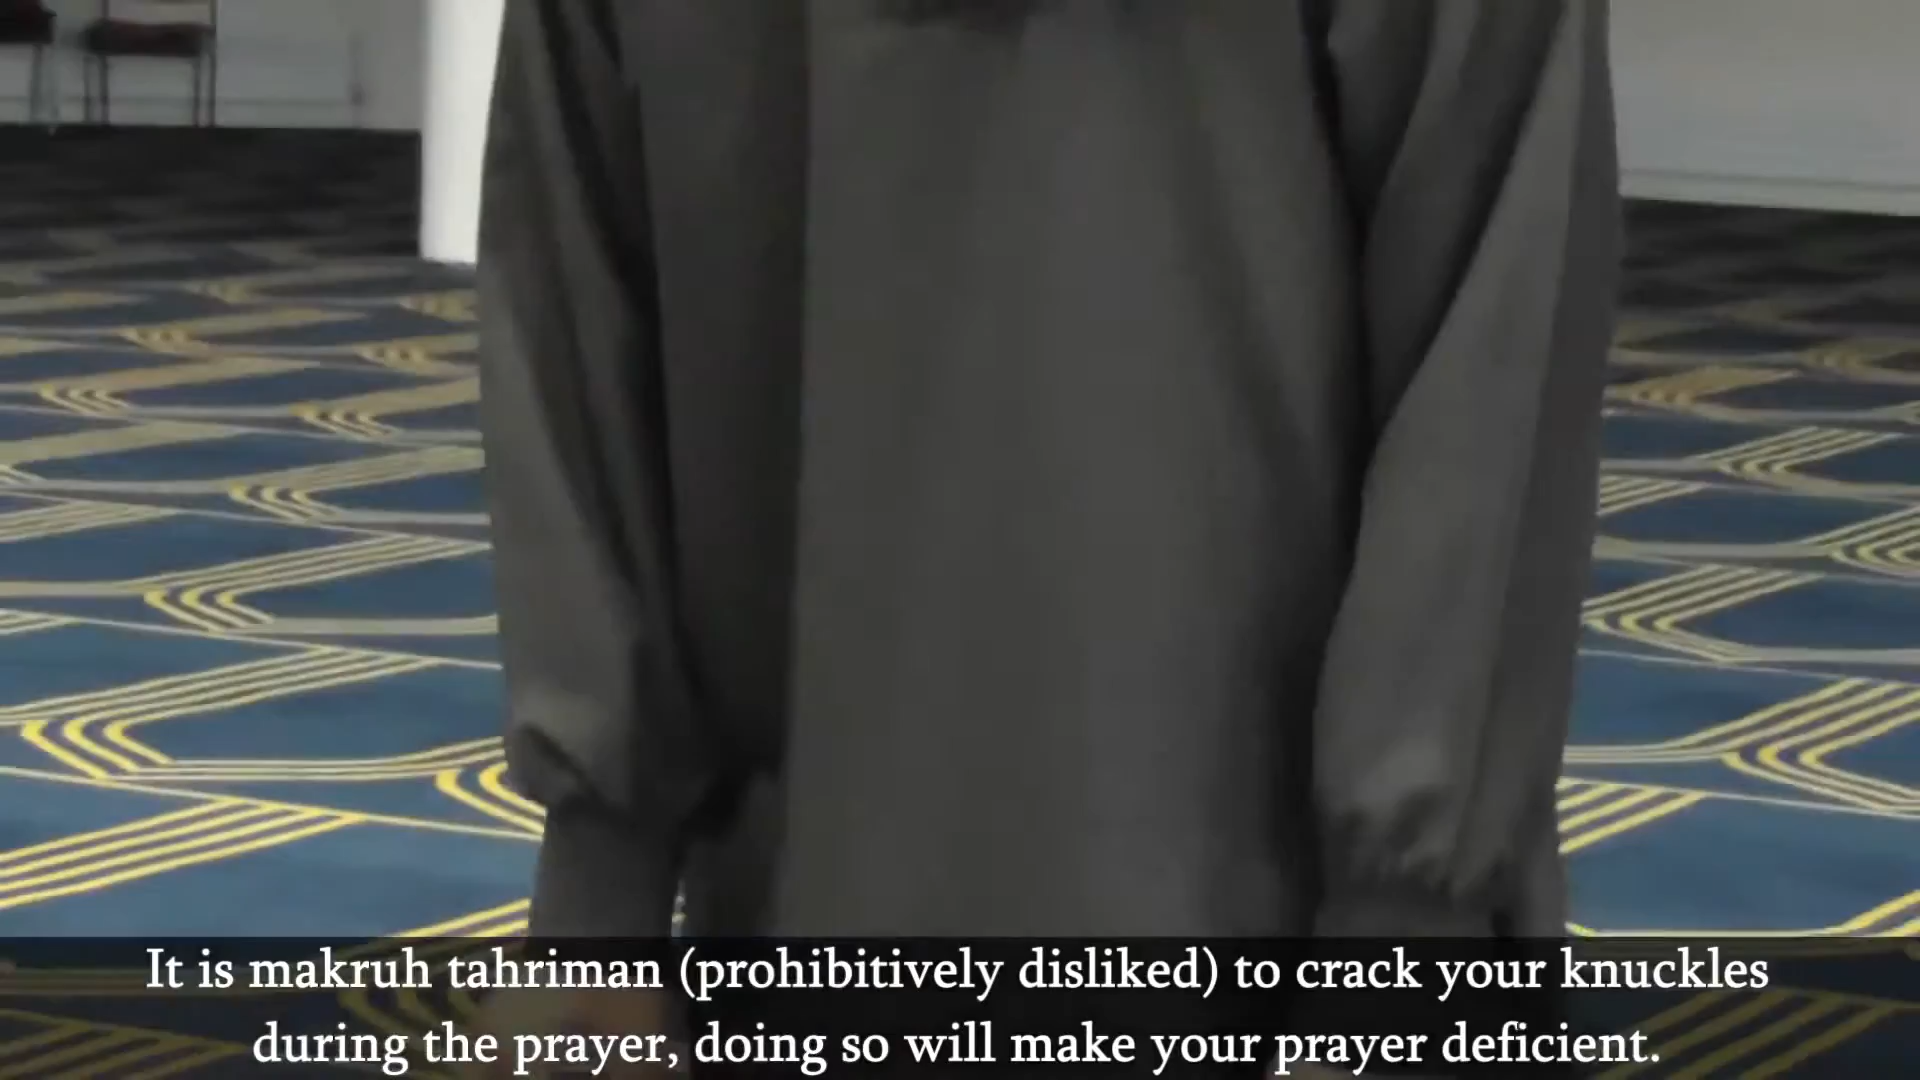 It is makruh tahriman (prohibitively disliked) to crack your knuckles
during the prayer, doing so will make your prayer deficient.